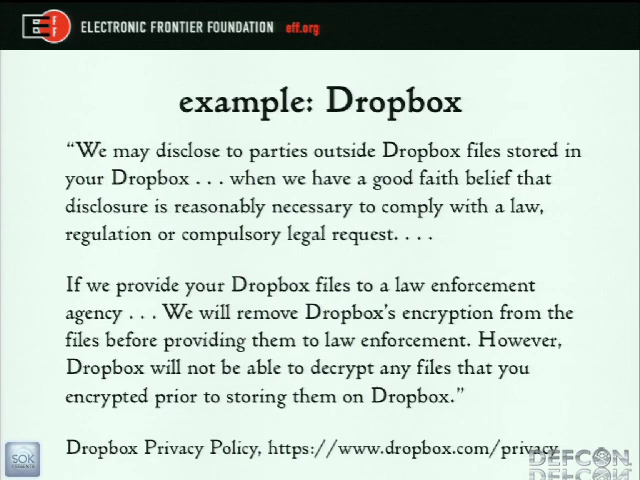 EFF
ELECTRONIC FRONTIER FOUNDATION eff.org
example: Dropbox
“We may disclose to parties outside Dropbox files stored in
your Dropbox . . . when we have a good faith belief that
disclosure is reasonably necessary to comply with a law,
regulation or compulsory legal request. . . .
If we provide your Dropbox files to a law enforcement
agency . . . We will remove Dropbox's encryption from the
files before providing them to law enforcement. However,
Dropbox will not be able to decrypt any files that you
encrypted prior to storing them on Dropbox.”
Dropbox Privacy Policy, https://www.dropbox.com/privacy
SOK
DEFCON